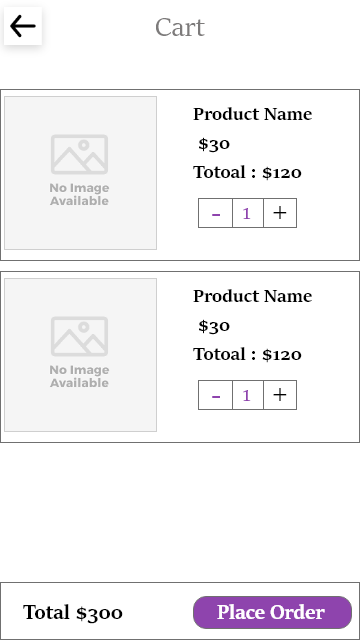 Cart
No Image
Available
Product Name
$30
Totoal : $120
- 1 +
No Image
Available
Product Name
$30
Totoal : $120
- 1 +
Total $300
Place Order